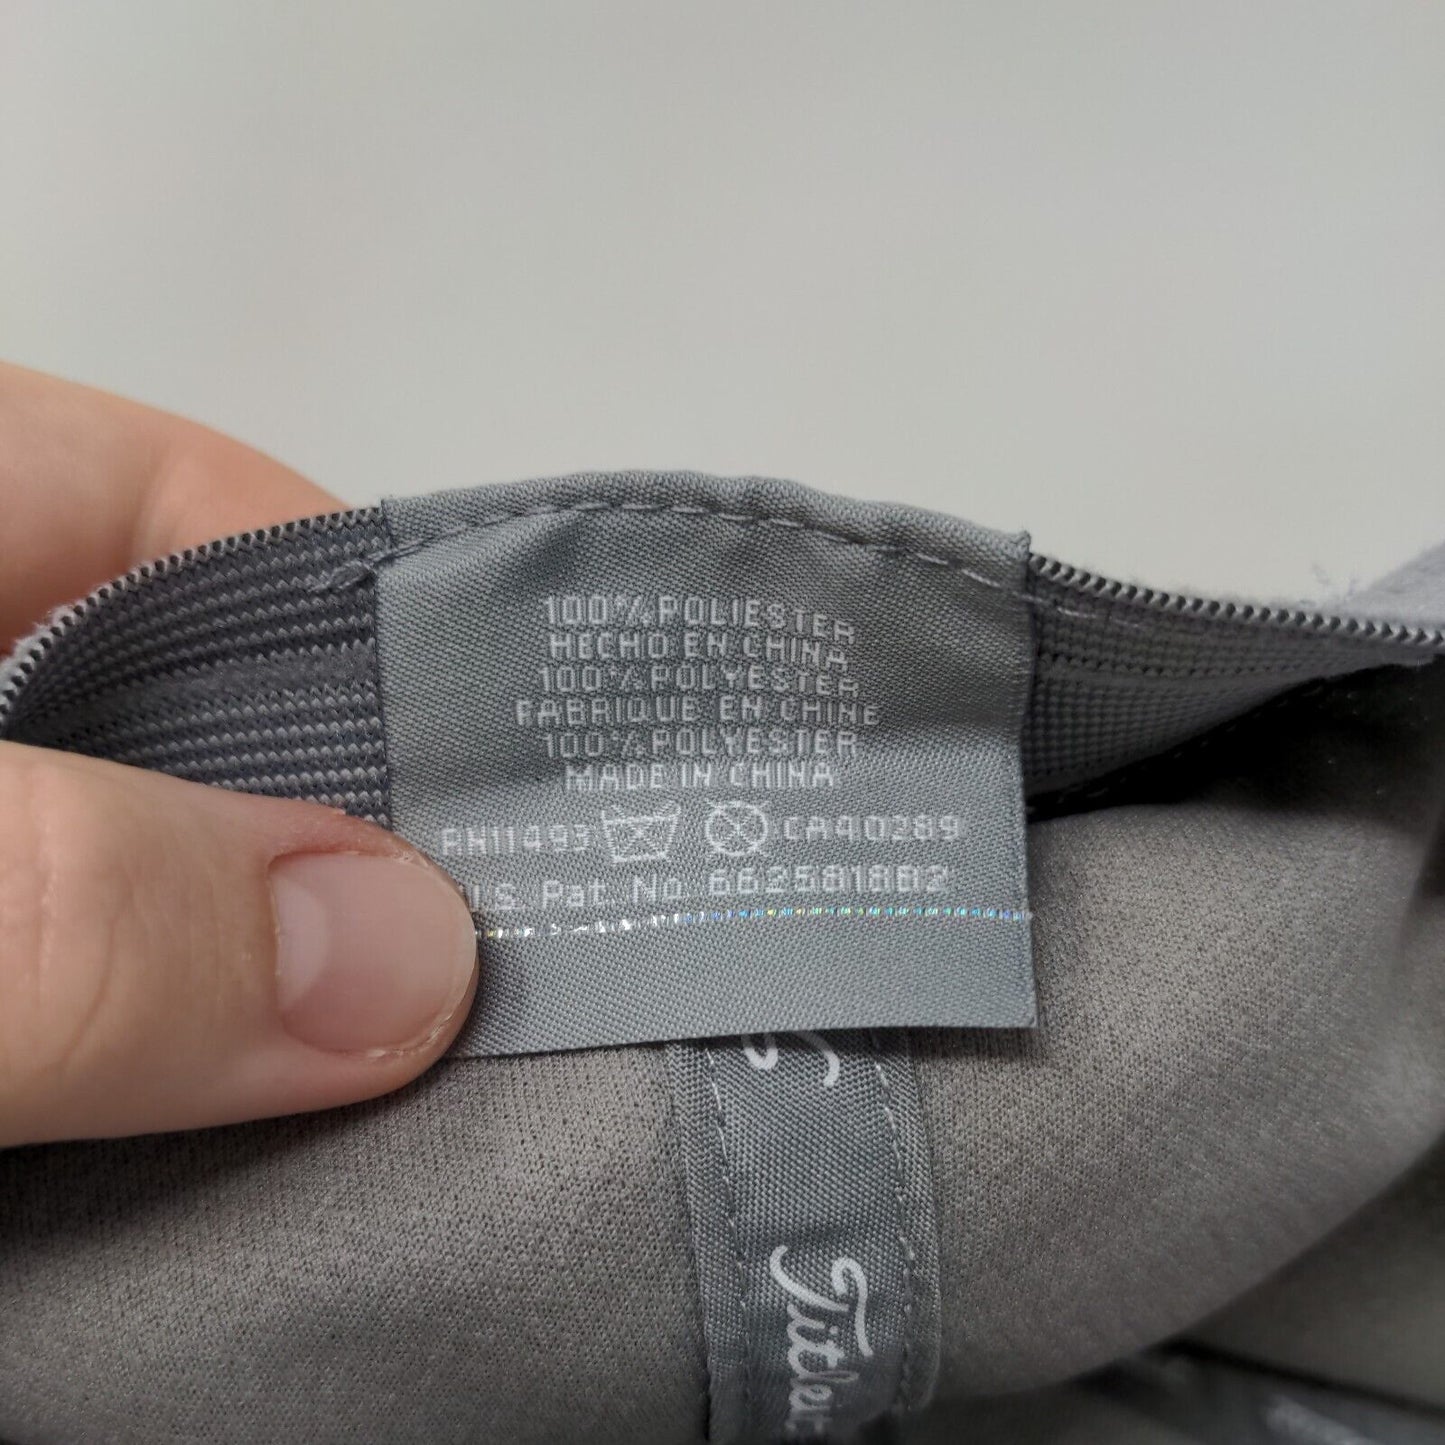 100% POLIESTER
HECHO EN CHINA
100% POLYESTER
FABRIQUE EN CHINE
100% POLYESTER
MADE IN CHINA
RN11493 CA40289
U.S. Pat. No. 6625818B2